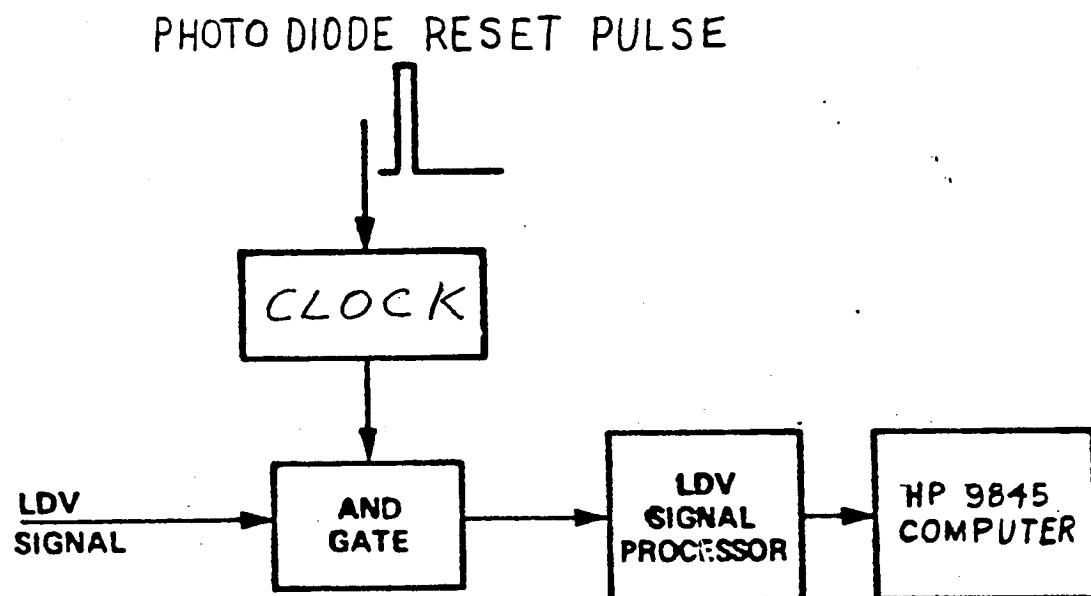 PHOTO DIODE RESET PULSE
CLOCK
LDV
SIGNAL
AND
GATE
LDV
SIGNAL
PROCESSOR
HP 9845
COMPUTER